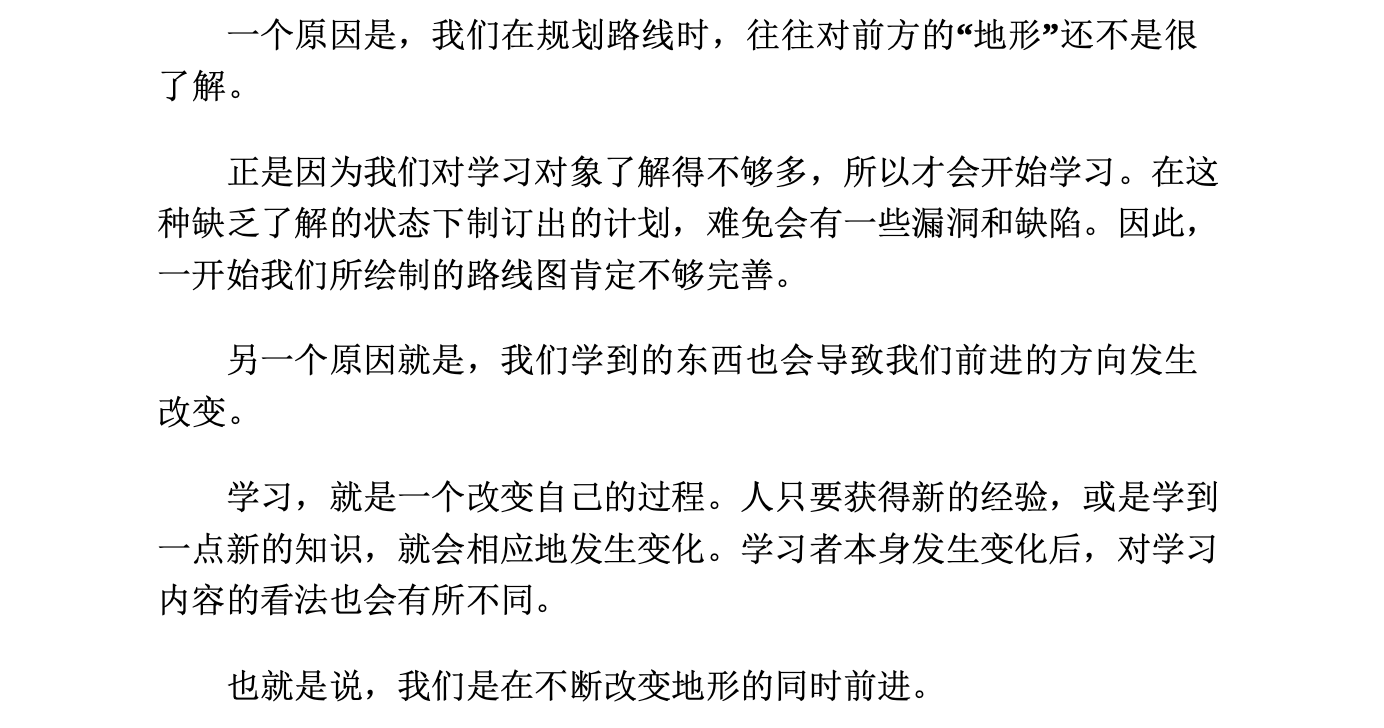 一个原因是，我们在规划路线时，往往对前方的“地形”还不是很
了解。
正是因为我们对学习对象了解得不够多，所以才会开始学习。在这
种缺乏了解的状态下制订出的计划，难免会有一些漏洞和缺陷。因此，
一开始我们所绘制的路线图肯定不够完善。
另一个原因就是，我们学到的东西也会导致我们前进的方向发生
改变。
学习，就是一个改变自己的过程。人只要获得新的经验，或是学到
一点新的知识，就会相应地发生变化。学习者本身发生变化后，对学习
内容的看法也会有所不同。
也就是说，我们是在不断改变地形的同时前进。